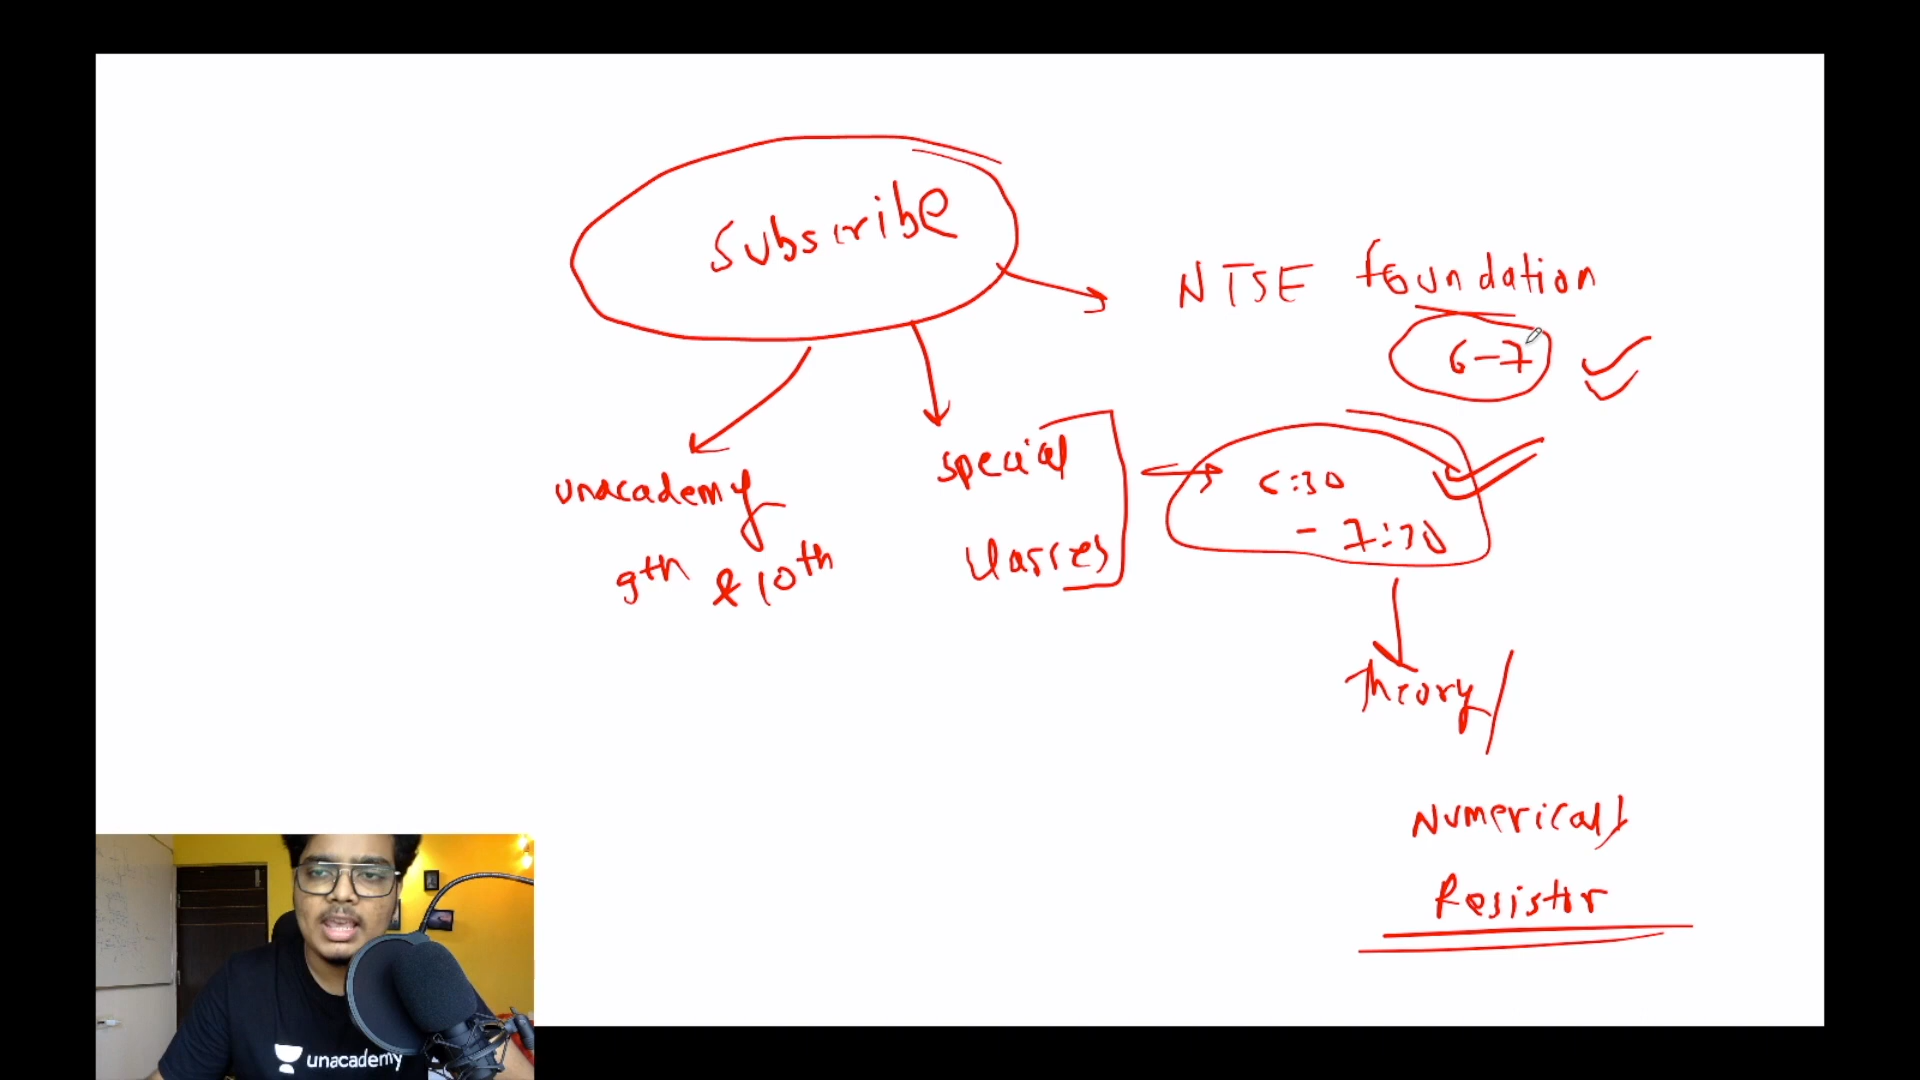 Subscribe
NTSE foundation
6-7
unacademy
9th & 10th
special
classes
6:30
- 7:30
Theory/
Numericals
Resistor
unacademy